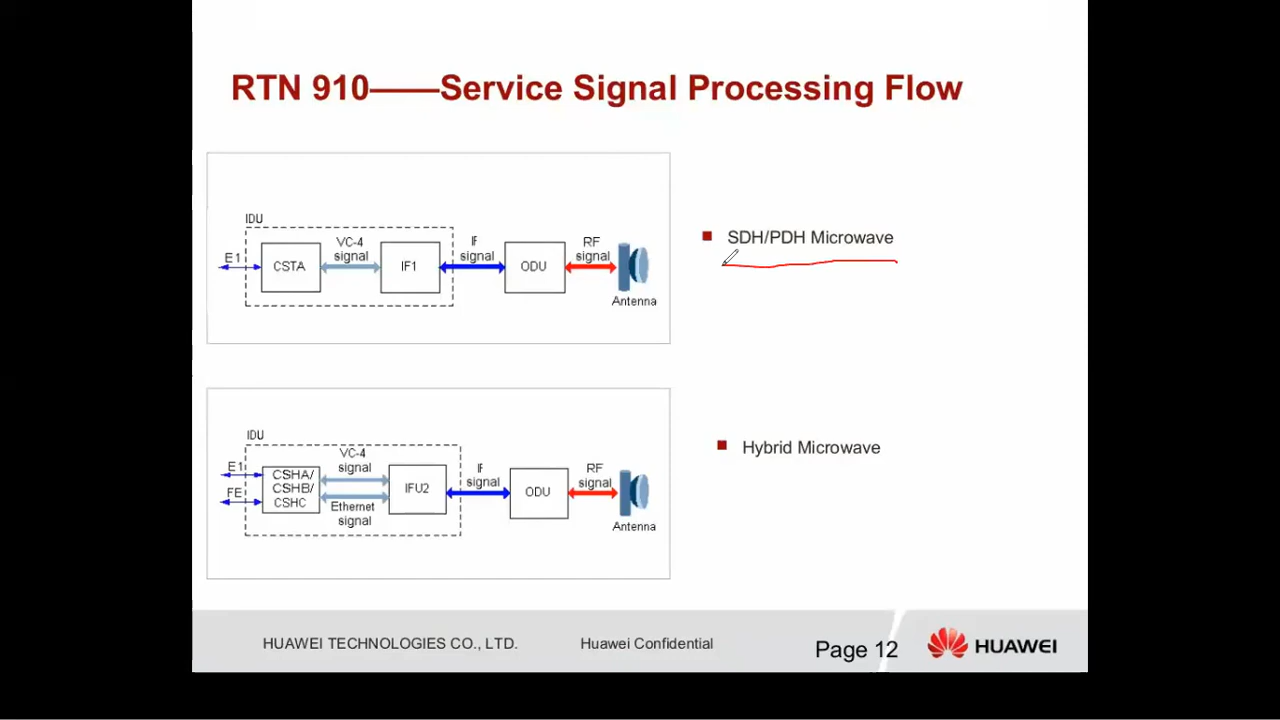 RTN 910——Service Signal Processing Flow
IDU
E1
CSTA
VC-4
signal
IF1
IF
signal
ODU
RF
signal
Antenna
SDH/PDH Microwave
IDU
E1
FE
CSHA/
CSHB/
CSHC
VC-4
signal
Ethernet
signal
IFU2
IF
signal
ODU
RF
signal
Antenna
Hybrid Microwave
HUAWEI TECHNOLOGIES CO., LTD.
Huawei Confidential
Page 12
HUAWEI